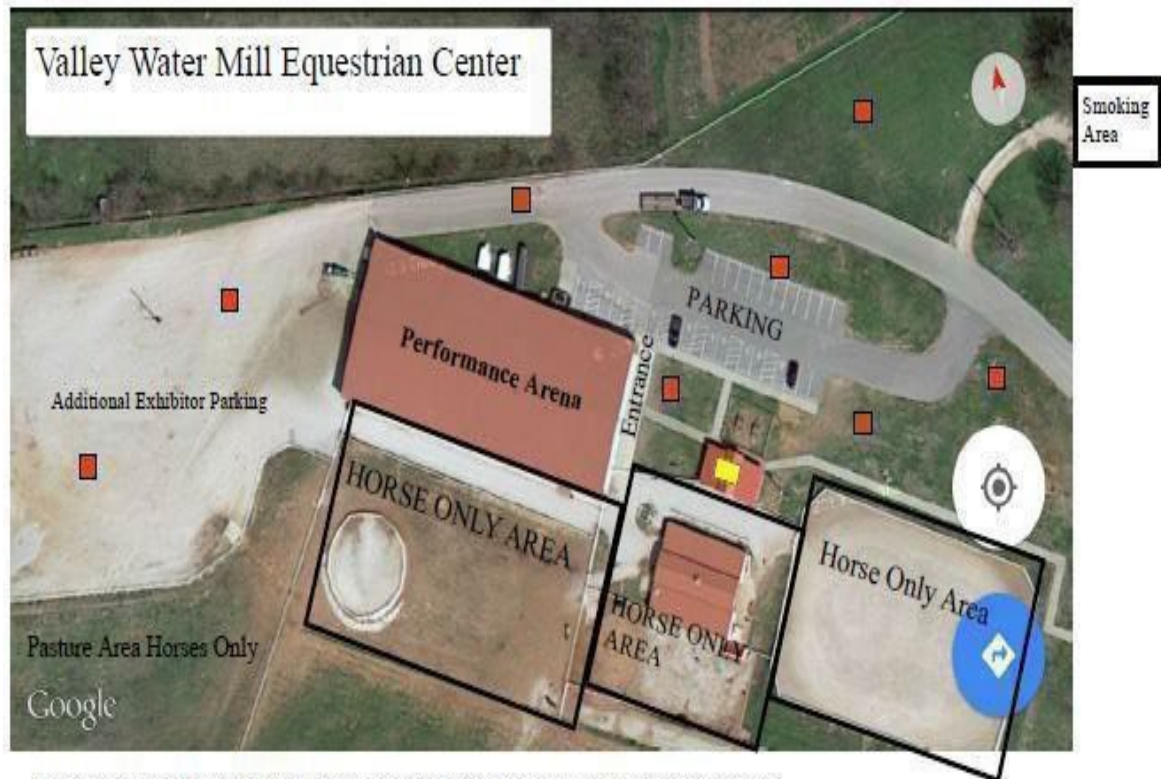 Valley Water Mill Equestrian Center
Smoking
Area
PARKING
Performance Arena
Entrance
Additional Exhibitor Parking
HORSE ONLY AREA
HORSE ONLY
AREA
Horse Only Area
Pasture Area Horses Only
Google